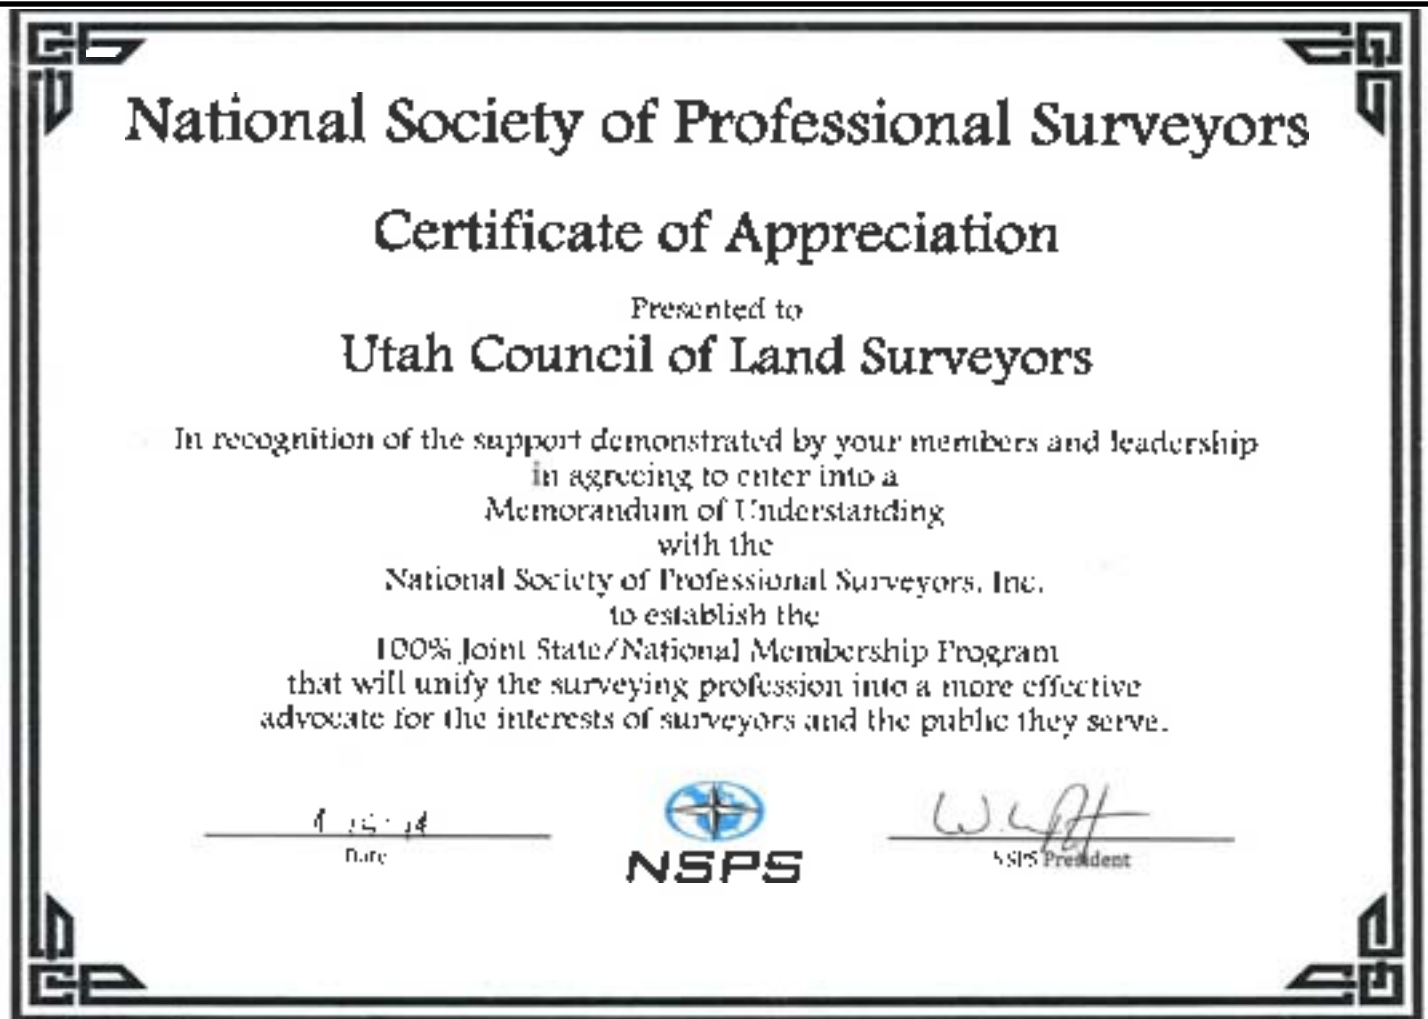 National Society of Professional Surveyors
Certificate of Appreciation
Presented to
Utah Council of Land Surveyors
In recognition of the support demonstrated by your members and leadership
in agreeing to enter into a
Memorandum of Understanding
with the
National Society of Professional Surveyors, Inc.
to establish the
100% Joint State/National Membership Program
that will unify the surveying profession into a more effective
advocate for the interests of surveyors and the public they serve.
Date
NSPS
NSPS President